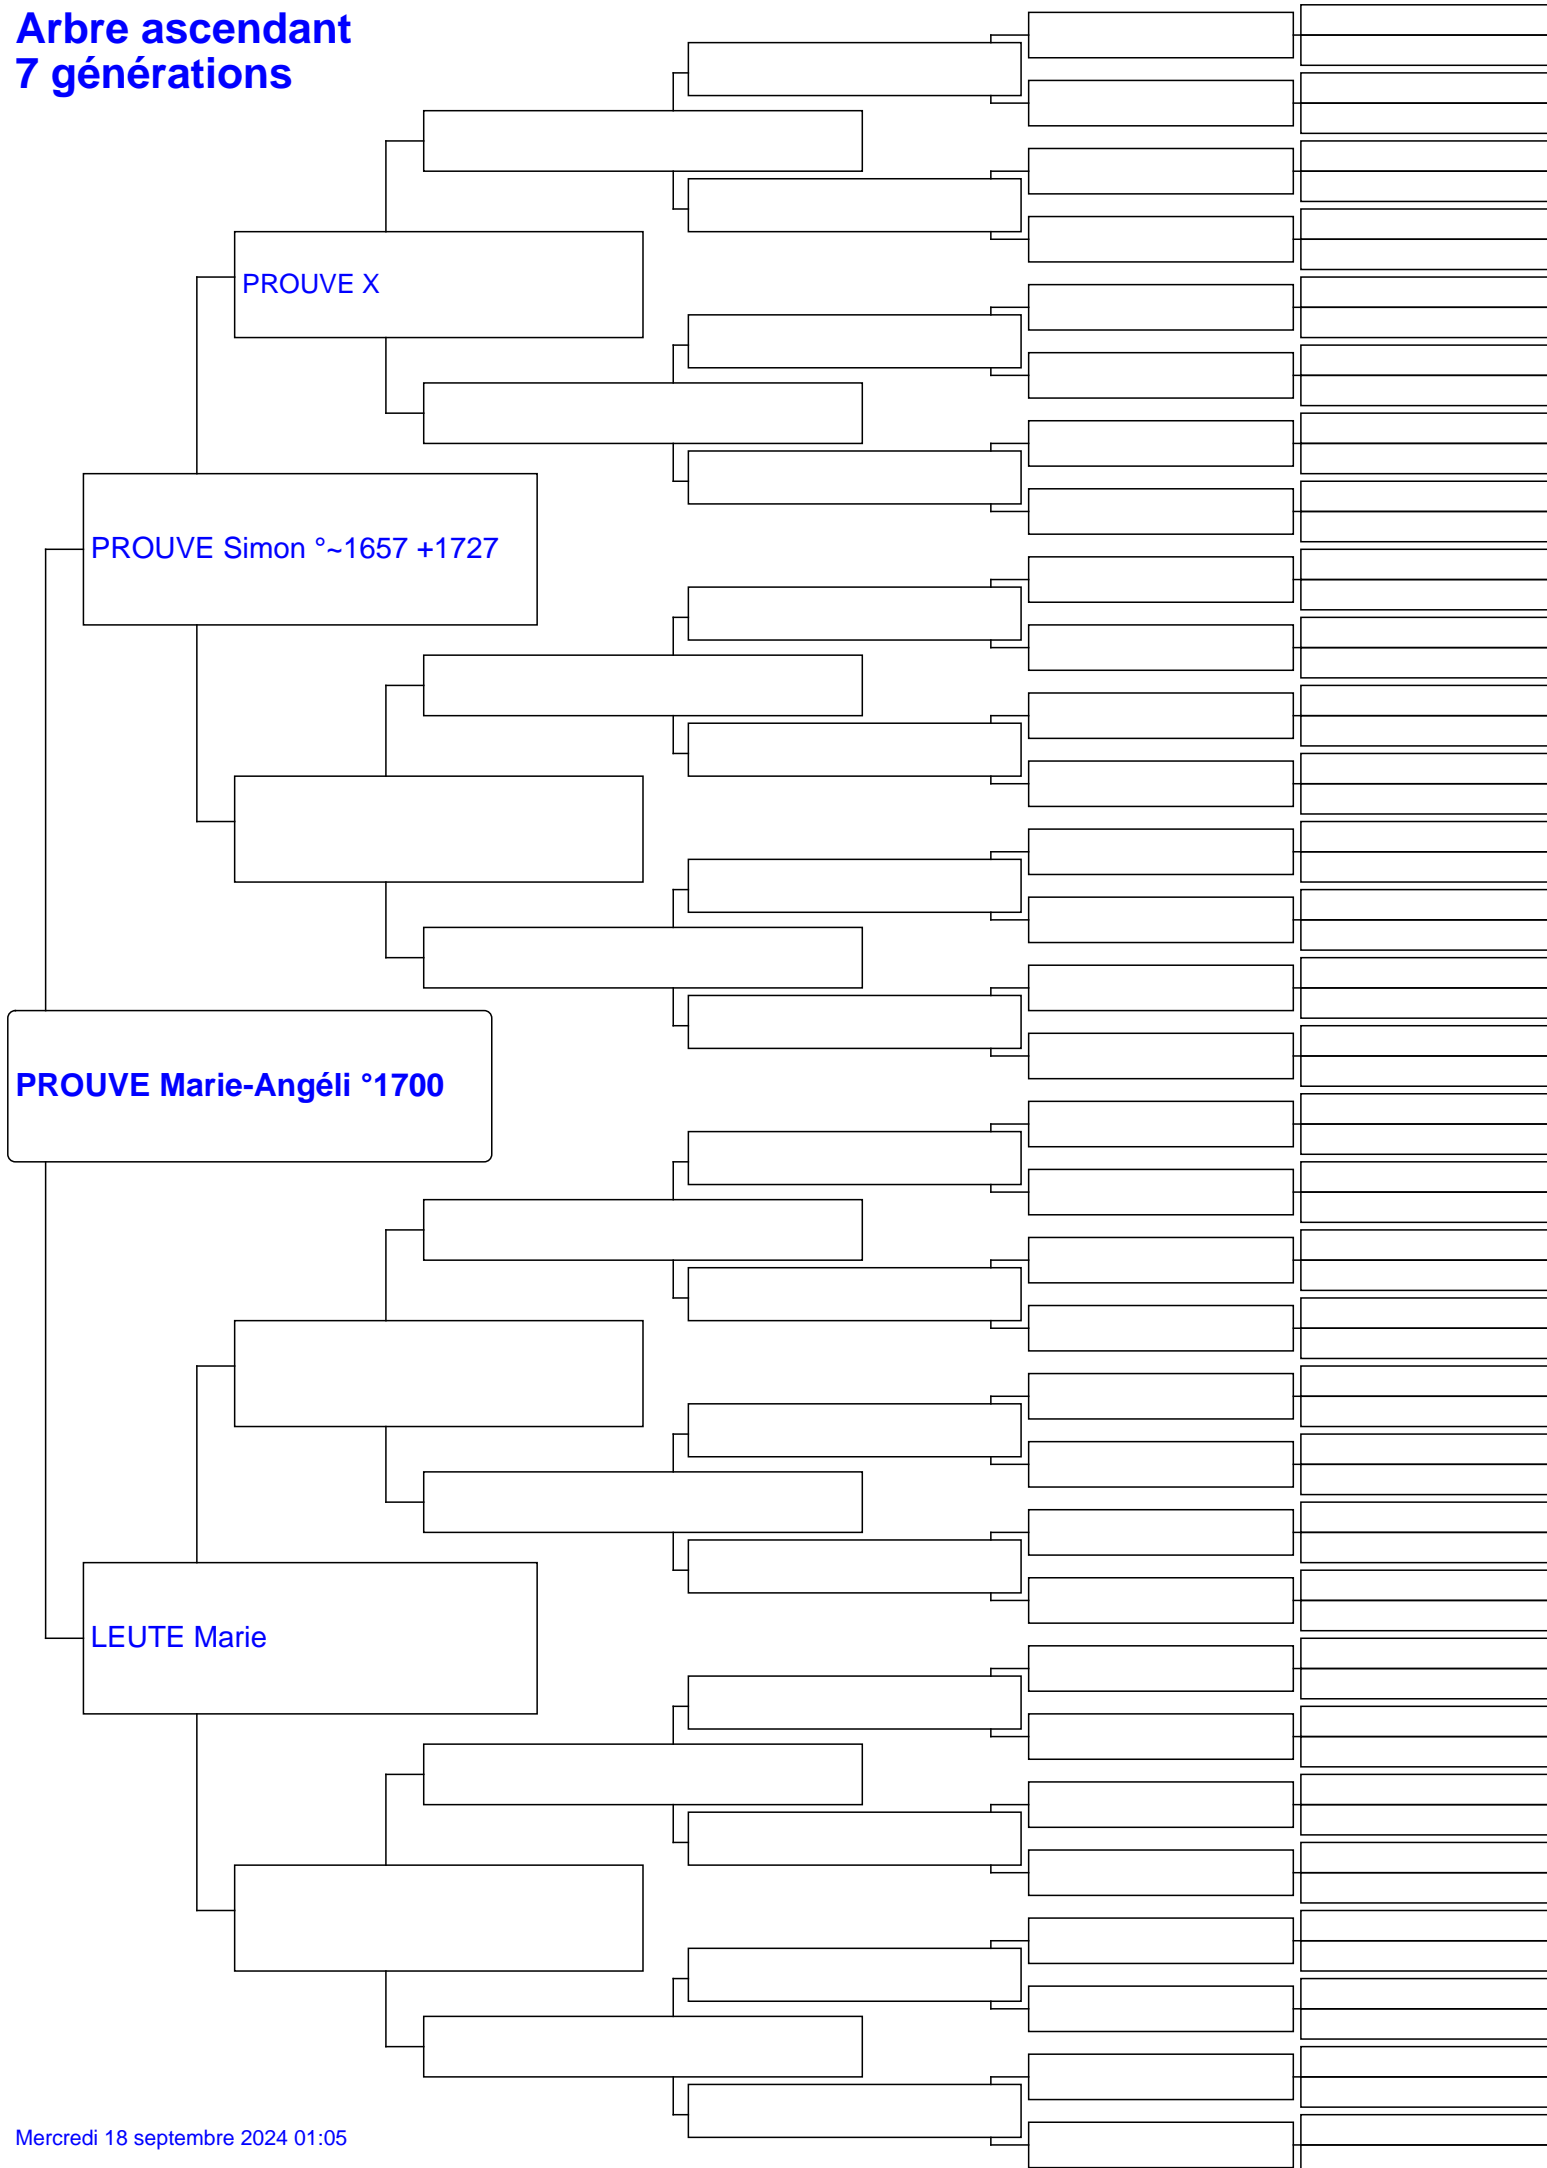 Arbre ascendant
7 générations
PROUVE X
PROUVE Simon °~1657 +1727
PROUVE Marie-Angéli °1700
LEUTE Marie
Mercredi 18 septembre 2024 01:05